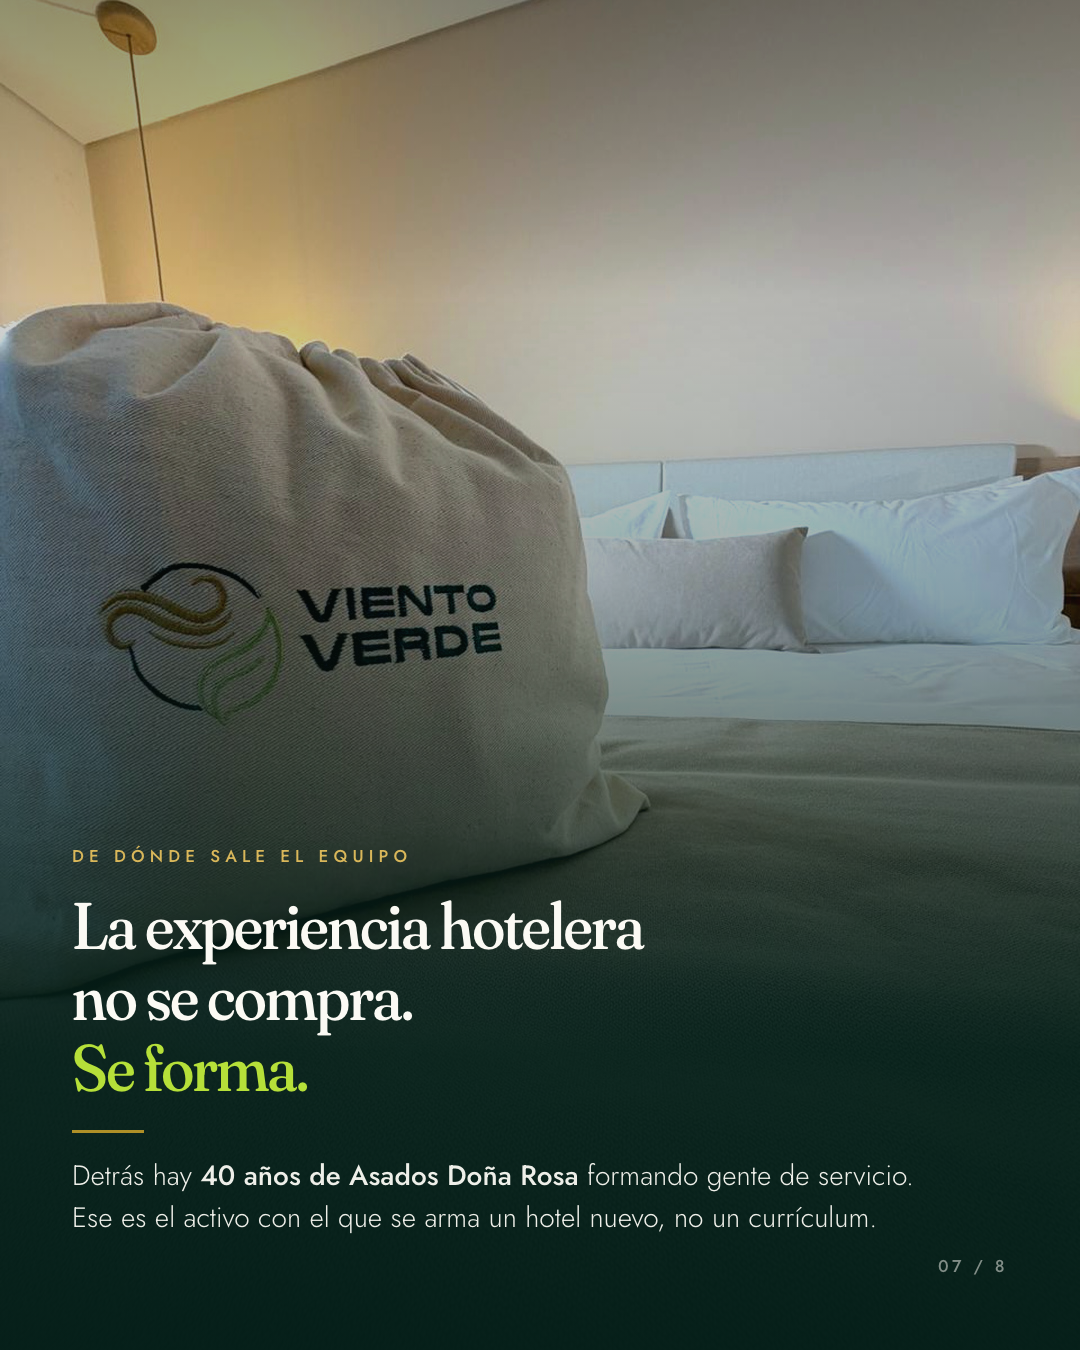 VIENTO
VERDE
DE DÓNDE SALE EL EQUIPO
La experiencia hotelera
no se compra.
Se forma.
Detrás hay 40 años de Asados Doña Rosa formando gente de servicio.
Ese es el activo con el que se arma un hotel nuevo, no un currículum.
07 / 8